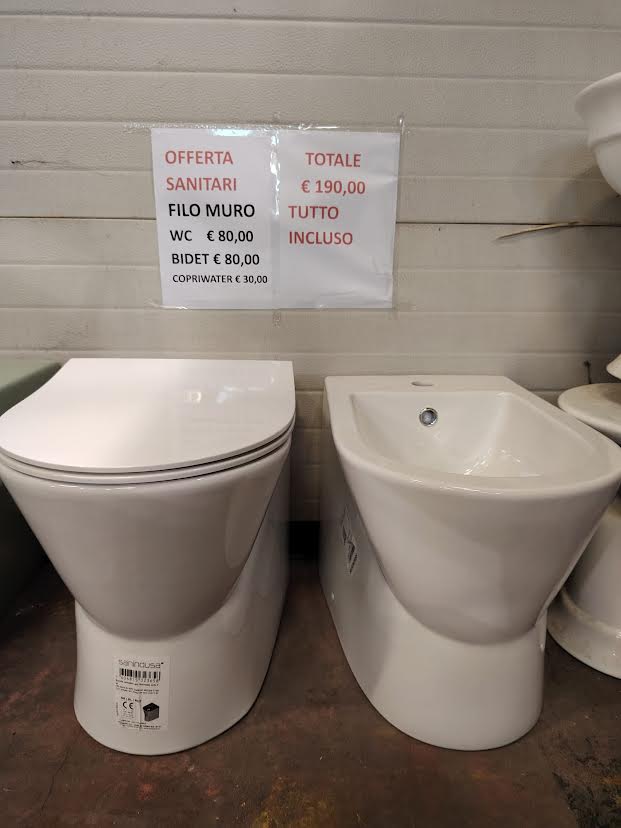 OFFERTA
SANITARI
FILO MURO
WC € 80,00
BIDET € 80,00
COPRIWATER € 30,00
TOTALE
€ 190,00
TUTTO
INCLUSO
sanindusa
CE